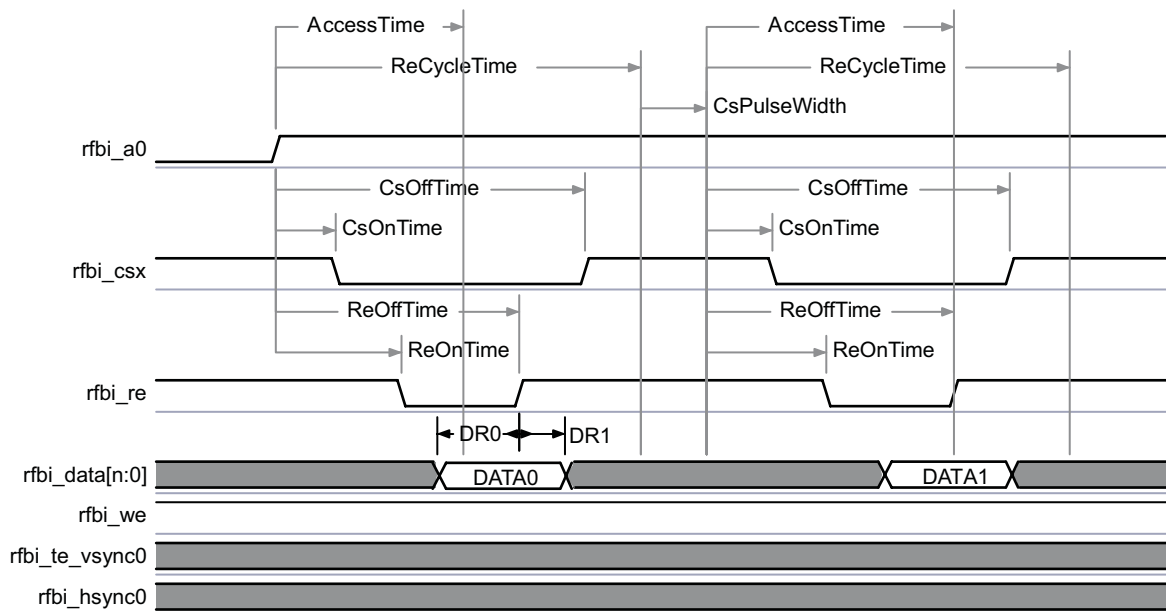 AccessTime AccessTime
ReCycleTime ReCycleTime
CsPulseWidth
rfbi_a0
CsOffTime CsOffTime
CsOnTime CsOnTime
rfbi_csx
ReOffTime ReOffTime
ReOnTime ReOnTime
rfbi_re
DR0 DR1
rfbi_data[n:0] DATA0 DATA1
rfbi_we
rfbi_te_vsync0
rfbi_hsync0